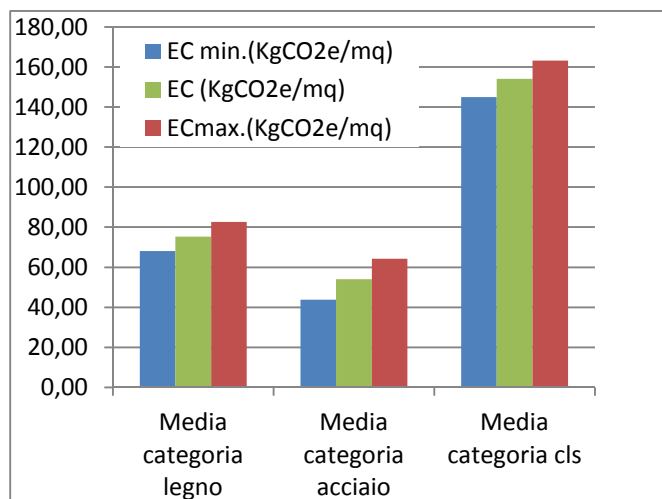 180,00
160,00
140,00
120,00
100,00
80,00
60,00
40,00
20,00
0,00
EC min.(KgCO2e/mq)
EC (KgCO2e/mq)
ECmax.(KgCO2e/mq)
Media
categoria
legno
Media
categoria
acciaio
Media
categoria cls